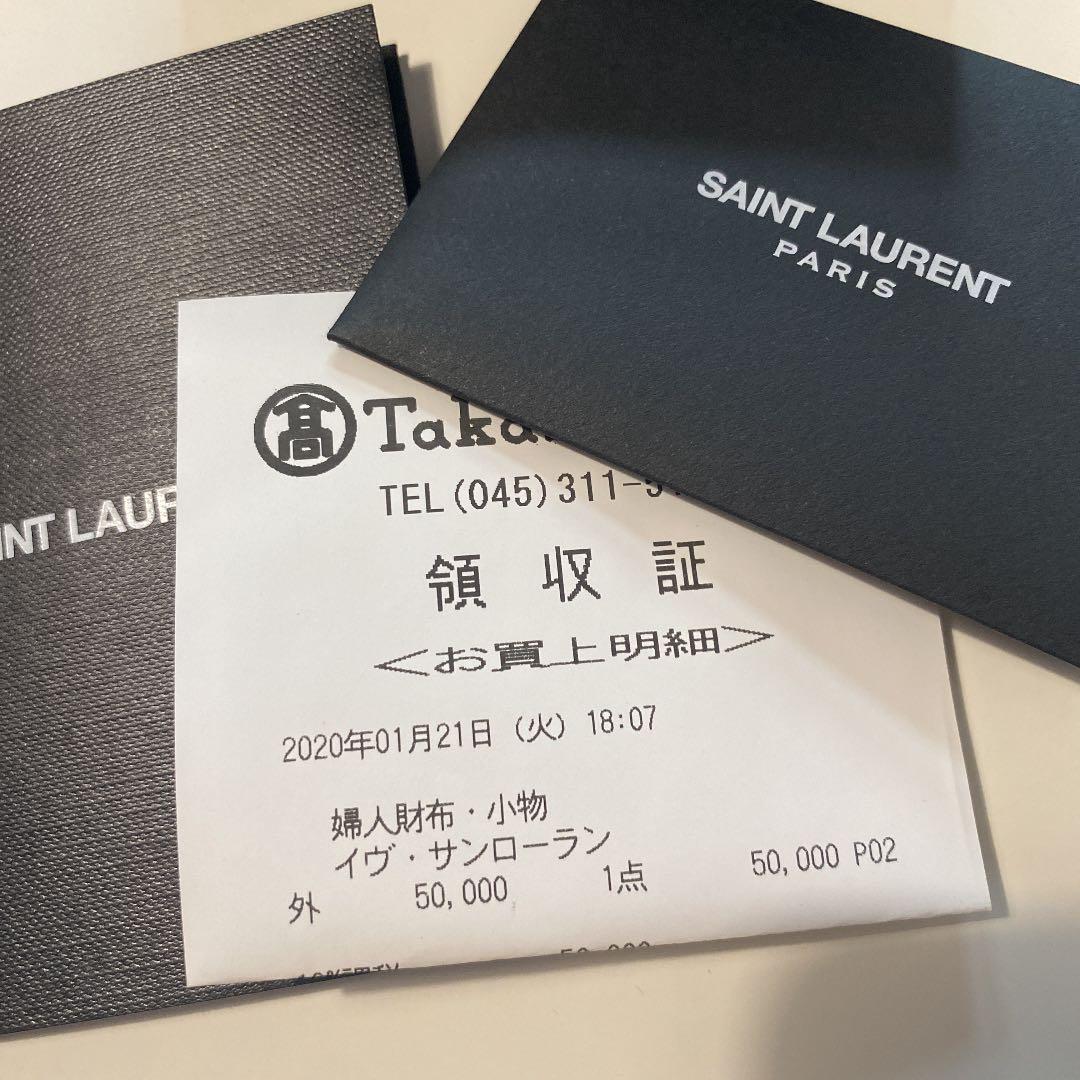 SAINT LAURENT
PARIS
INT LAUR
髙 Taka
TEL(045)311-5
領収証
<お買上明細>
2020年01月21日(火) 18:07
婦人財布・小物
イヴ・サンローラン
外 50,000 1点 50,000 P02